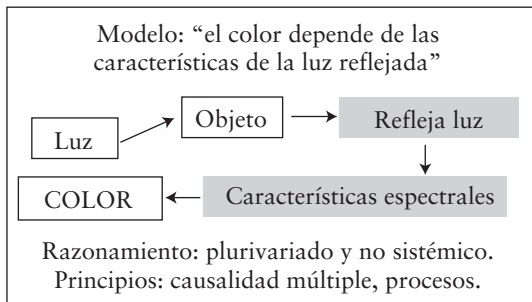 Modelo: “el color depende de las
características de la luz reflejada”
Luz
Objeto
Refleja luz
Características espectrales
COLOR
Razonamiento: plurivariado y no sistémico.
Principios: causalidad múltiple, procesos.